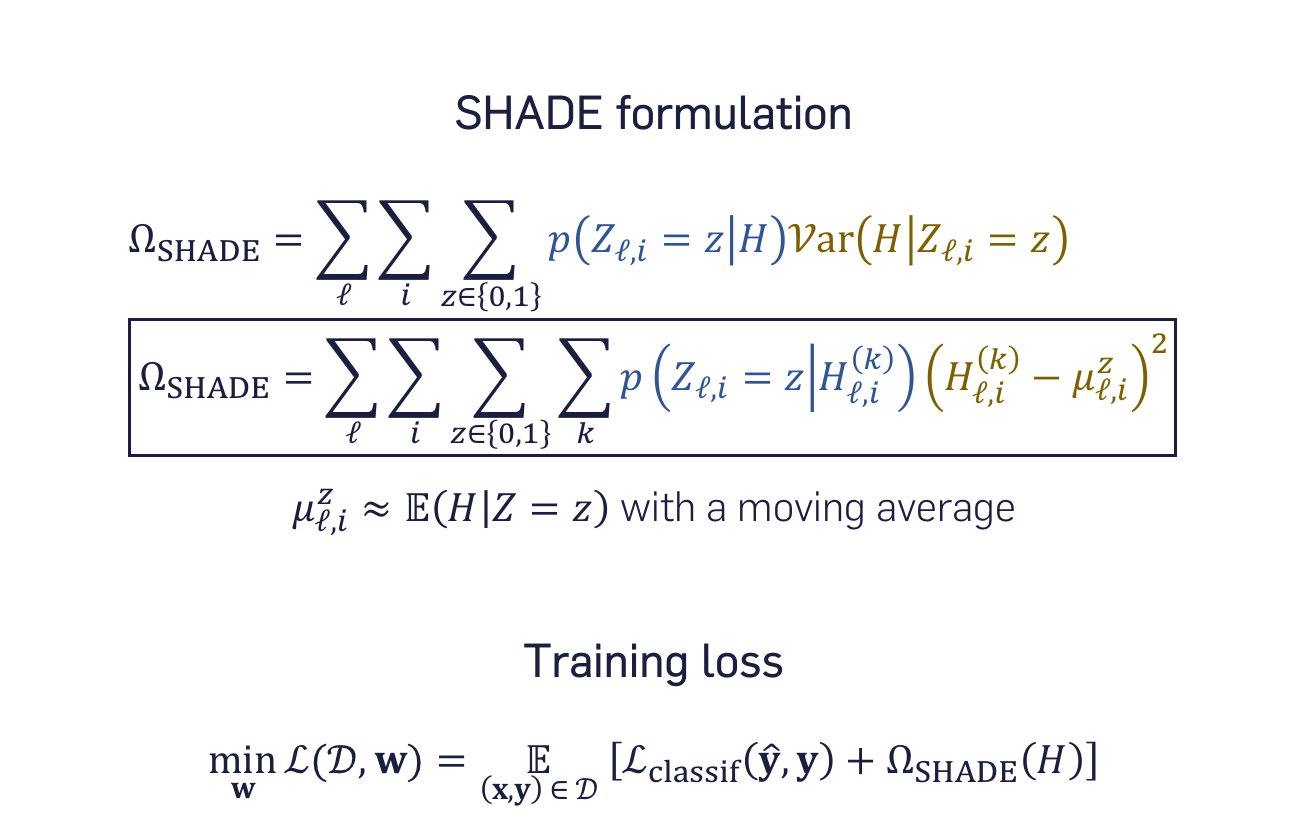 SHADE formulation
Ω_SHADE = ∑_ℓ ∑_i ∑_{z∈{0,1}} p(Z_{ℓ,i} = z|H)𝒱ar(H|Z_{ℓ,i} = z)
Ω_SHADE = ∑_ℓ ∑_i ∑_{z∈{0,1}} ∑_k p(Z_{ℓ,i} = z|H_{ℓ,i}^{(k)}) (H_{ℓ,i}^{(k)} − μ_{ℓ,i}^z)^2
μ_{ℓ,i}^z ≈ 𝔼(H|Z = z) with a moving average
Training loss
min_𝐰 ℒ(𝒟, 𝐰) = 𝔼_{(𝐱,𝐲) ∈ 𝒟} [ℒ_classif(𝐲̂, 𝐲) + Ω_SHADE(H)]